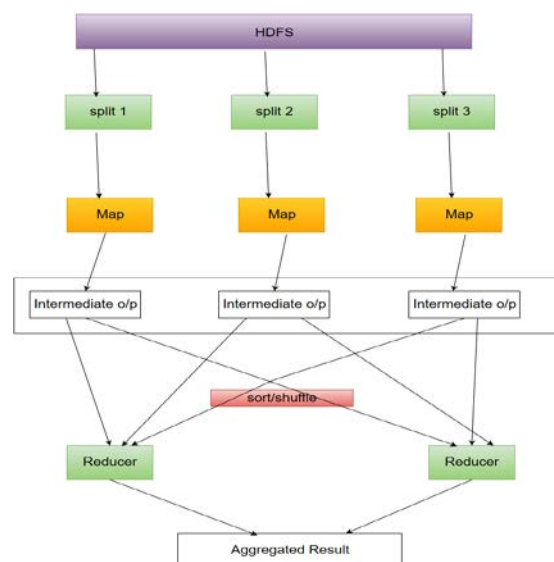 HDFS
split 1
split 2
split 3
Map
Map
Map
Intermediate o/p
Intermediate o/p
Intermediate o/p
sort/shuffle
Reducer
Reducer
Aggregated Result